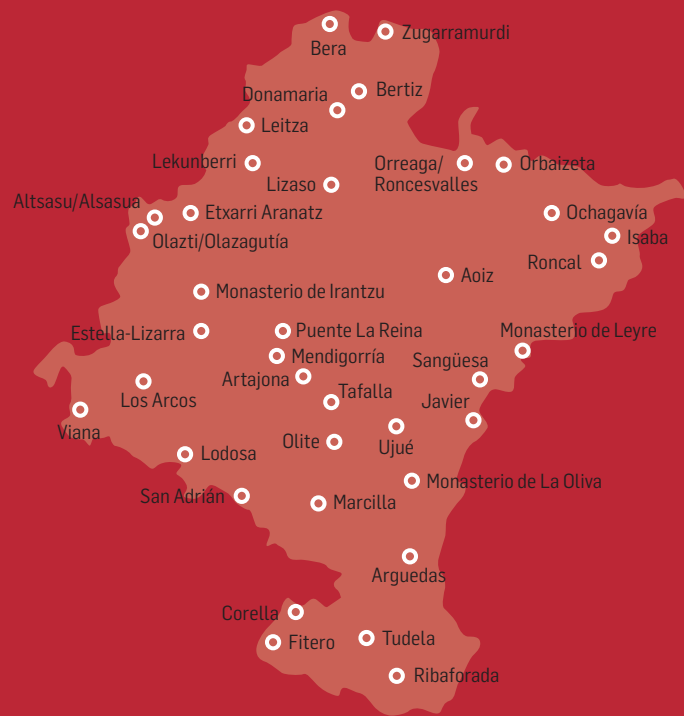 Bera
Zugarramurdi
Donamaria
Bertiz
Leitza
Lekunberri
Lizaso
Orreaga/
Roncesvalles
Orbaizeta
Altsasu/Alsasua
Etxarri Aranatz
Olazti/Olazagutía
Ochagavía
Isaba
Roncal
Aoiz
Monasterio de Irantzu
Estella-Lizarra
Puente La Reina
Monasterio de Leyre
Mendigorría
Sangüesa
Artajona
Tafalla
Los Arcos
Javier
Viana
Olite
Ujué
Lodosa
Monasterio de La Oliva
San Adrián
Marcilla
Arguedas
Corella
Fitero
Tudela
Ribaforada